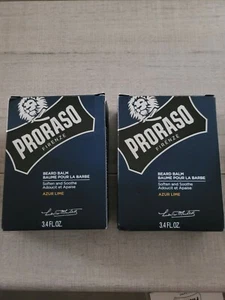 PRORASO
FIRENZE
BEARD BALM
BAUME POUR LA BARBE
Soften and Soothe
Adoucit et Apaise
AZUR LIME
3.4 FL.OZ.
PRORASO
FIRENZE
BEARD BALM
BAUME POUR LA BARBE
Soften and Soothe
Adoucit et Apaise
AZUR LIME
3.4 FL.OZ.